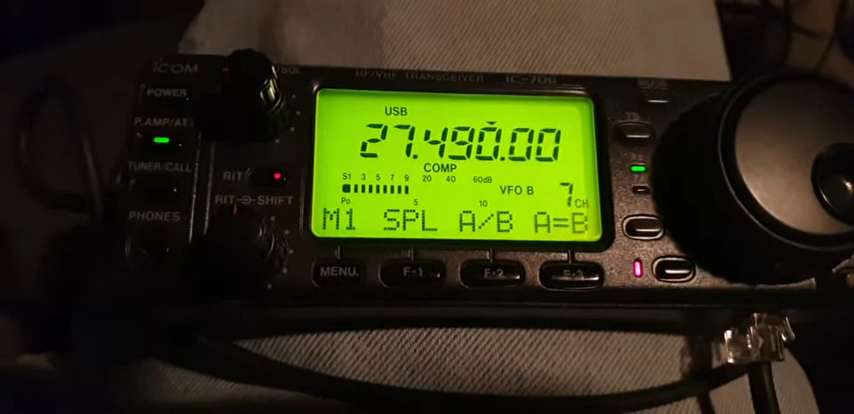 ICOM
HF/VHF TRANSCEIVER IC-706
POWER
P.AMP/ATT
TUNER/CALL
PHONES
RIT
RIT SHIFT
USB
27.490.00
COMP
S1 3 5 7 9 20 40 60dB
VFO B 7CH
Po 5 10
M1 SPL A/B A=B
MENU. F-1 F-2 F-3